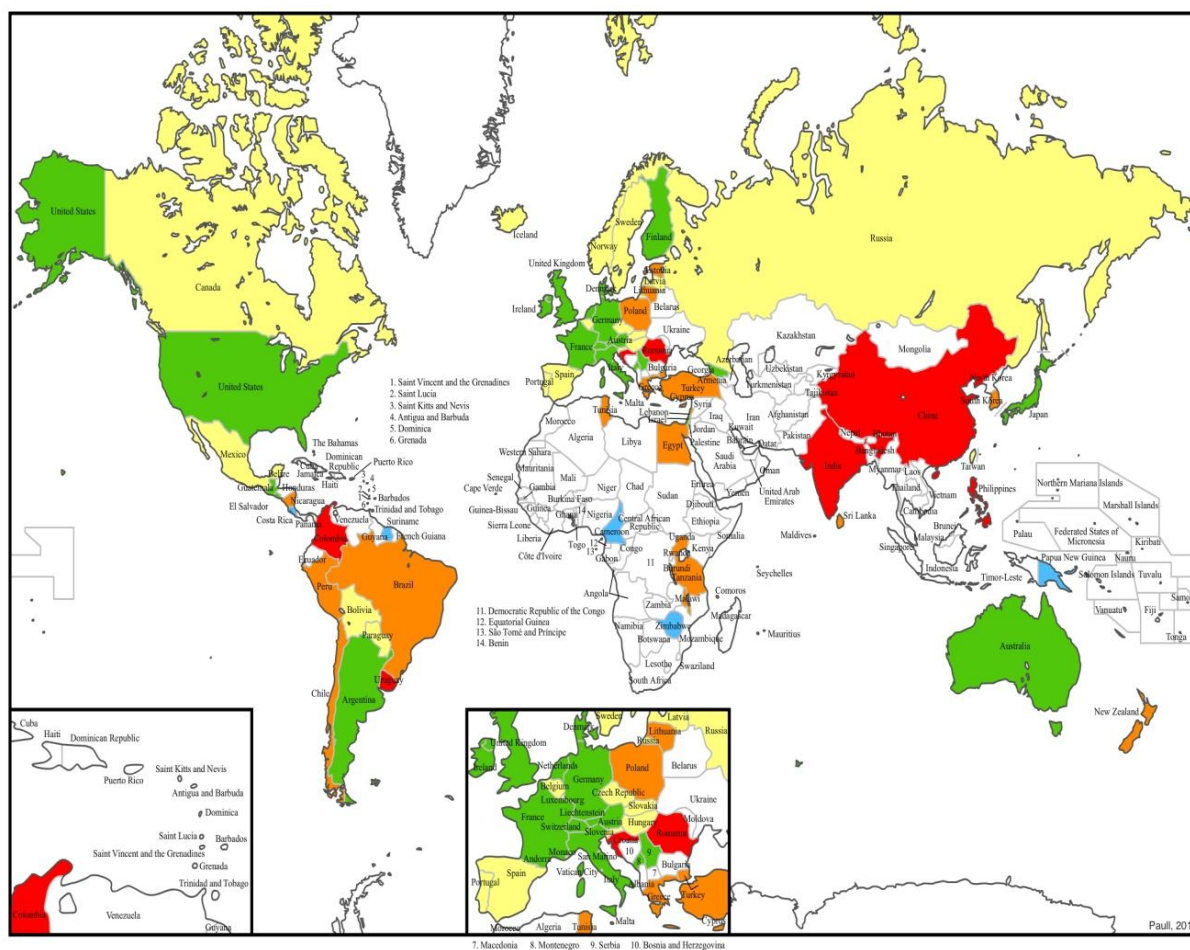 United States
Canada
United States
Mexico
Iceland
Norway
Sweden
Finland
Russia
United Kingdom
Ireland
Denmark
Estonia
Latvia
Lithuania
Belarus
Poland
Germany
Ukraine
France
Austria
Romania
Italy
Bulgaria
Portugal
Spain
Greece
Turkey
Georgia
Azerbaijan
Armenia
Cyprus
Malta
Syria
Lebanon
Israel
Jordan
Palestine
Iraq
Iran
Kuwait
Bahrain
Qatar
Saudi
Arabia
Oman
United Arab
Emirates
Yemen
Kazakhstan
Uzbekistan
Turkmenistan
Kyrgyzstan
Tajikistan
Afghanistan
Pakistan
Mongolia
China
North Korea
South Korea
Japan
Nepal
Bhutan
Bangladesh
India
Myanmar
Laos
Thailand
Vietnam
Cambodia
Taiwan
Philippines
Sri Lanka
Maldives
Malaysia
Brunei
Singapore
Indonesia
Timor-Leste
Northern Mariana Islands
Marshall Islands
Palau
Federated States of
Micronesia
Kiribati
Papua New Guinea
Nauru
Solomon Islands
Tuvalu
Vanuatu
Fiji
Samo
Tonga
Australia
New Zealand
1. Saint Vincent and the Grenadines
2. Saint Lucia
3. Saint Kitts and Nevis
4. Antigua and Barbuda
5. Dominica
6. Grenada
The Bahamas
Cuba
Dominican
Republic
Puerto Rico
Jamaica
Haiti
Belize
Guatemala
Honduras
El Salvador
Nicaragua
Costa Rica
Panama
Barbados
Trinidad and Tobago
Venezuela
Suriname
Guyana
French Guiana
Colombia
Ecuador
Peru
Brazil
Bolivia
Paraguay
Uruguay
Chile
Argentina
Morocco
Algeria
Tunisia
Libya
Egypt
Western Sahara
Mauritania
Mali
Niger
Chad
Sudan
Eritrea
Djibouti
Ethiopia
Somalia
Senegal
Cape Verde
Gambia
Guinea-Bissau
Guinea
Sierra Leone
Liberia
Côte d'Ivoire
Burkina Faso
Ghana
Togo
14
Nigeria
Cameroon
Central African
Republic
12
13
Gabon
Congo
11
Uganda
Kenya
Rwanda
Burundi
Tanzania
Angola
Zambia
Malawi
Mozambique
Zimbabwe
Namibia
Botswana
Lesotho
Swaziland
South Africa
Madagascar
Comoros
Seychelles
Mauritius
11. Democratic Republic of the Congo
12. Equatorial Guinea
13. São Tomé and Príncipe
14. Benin
Cuba
Haiti
Dominican Republic
Puerto Rico
Saint Kitts and Nevis
Antigua and Barbuda
Dominica
Saint Lucia
Barbados
Saint Vincent and the Grenadines
Grenada
Trinidad and Tobago
Colombia
Venezuela
Guyana
Denmark
Sweden
Latvia
Lithuania
Russia
Russia
United Kingdom
Ireland
Netherlands
Germany
Poland
Belarus
Belgium
Luxembourg
Czech Republic
Slovakia
Ukraine
Moldova
Liechtenstein
Austria
Hungary
France
Switzerland
Slovenia
Croatia
Romania
10
9
8
7
Monaco
San Marino
Andorra
Vatican City
Italy
Bulgaria
Albania
Portugal
Spain
Greece
Turkey
Morocco
Algeria
Tunisia
Malta
Cyprus
7. Macedonia 8. Montenegro 9. Serbia 10. Bosnia and Herzegovina
Paull, 201